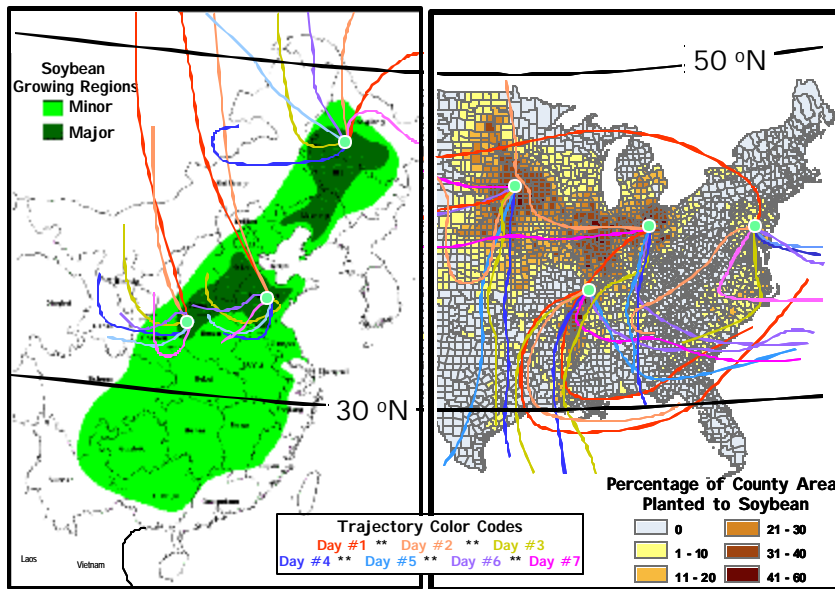 Soybean
Growing Regions
Minor
Major
50 ºN
30 ºN
Laos
Vietnam
Trajectory Color Codes
Day #1 ** Day #2 ** Day #3
Day #4 ** Day #5 ** Day #6 ** Day #7
Percentage of County Area
Planted to Soybean
0
1 - 10
11 - 20
21 - 30
31 - 40
41 - 60